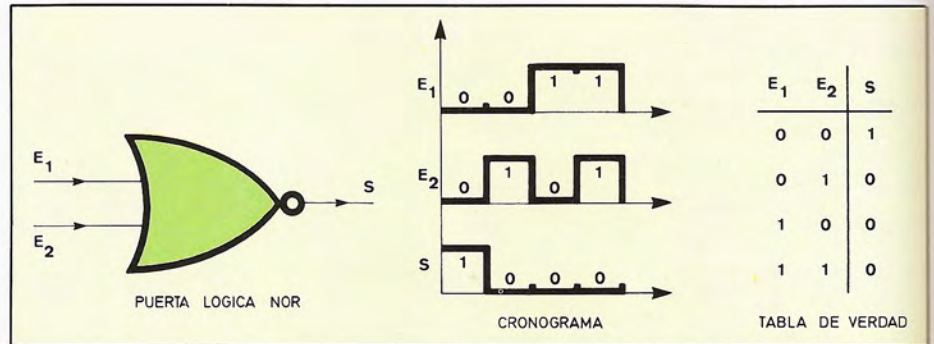 E1
E2
S
PUERTA LOGICA NOR
E1
0 0 1 1
E2
0 1 0 1
S
1 0 0 0
CRONOGRAMA
E1 E2 S
0 0 1
0 1 0
1 0 0
1 1 0
TABLA DE VERDAD